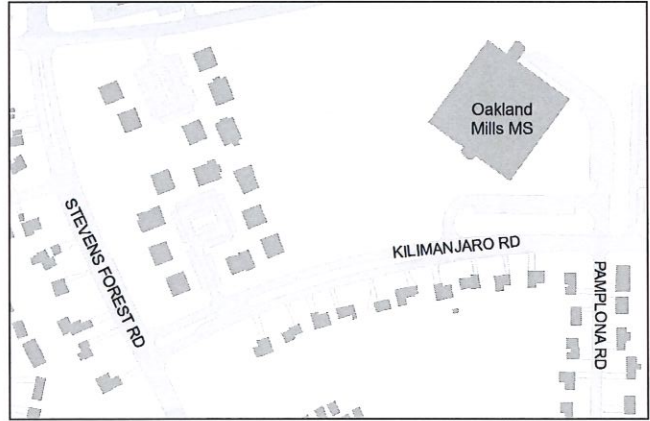 Oakland
Mills MS
STEVENS FOREST RD
KILIMANJARO RD
PAMPLONA RD